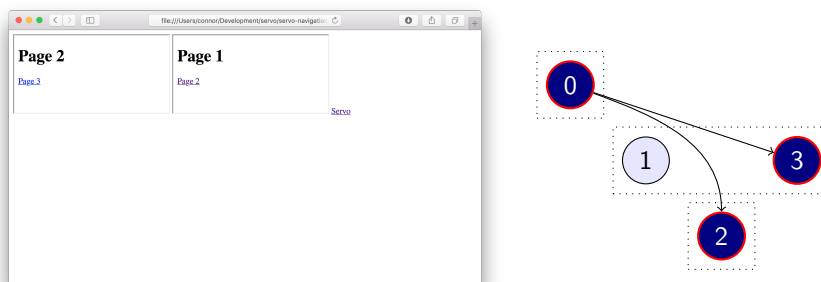 file:///Users/connor/Development/servo/servo-navigation
Page 2
Page 1
Page 3
Page 2
Servo
0
1
3
2